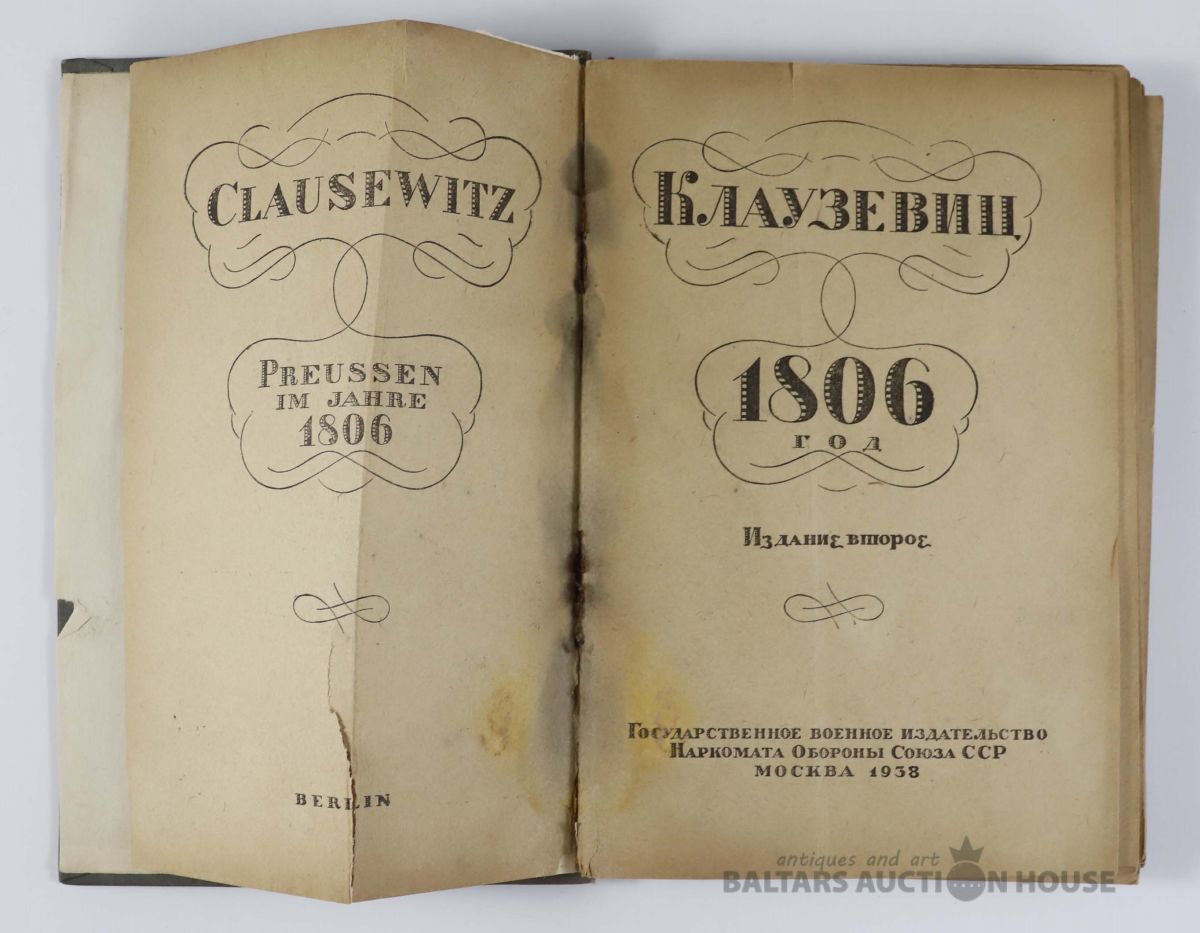 CLAUSEWITZ
PREUSSEN
IM JAHRE
1806
BERLIN
КЛАУЗЕВИЦ
1806
ГОД
Издание второе
Государственное военное издательство
Наркомата Обороны Союза ССР
Москва 1938
antiques and art
BALTARS AUCTION HOUSE